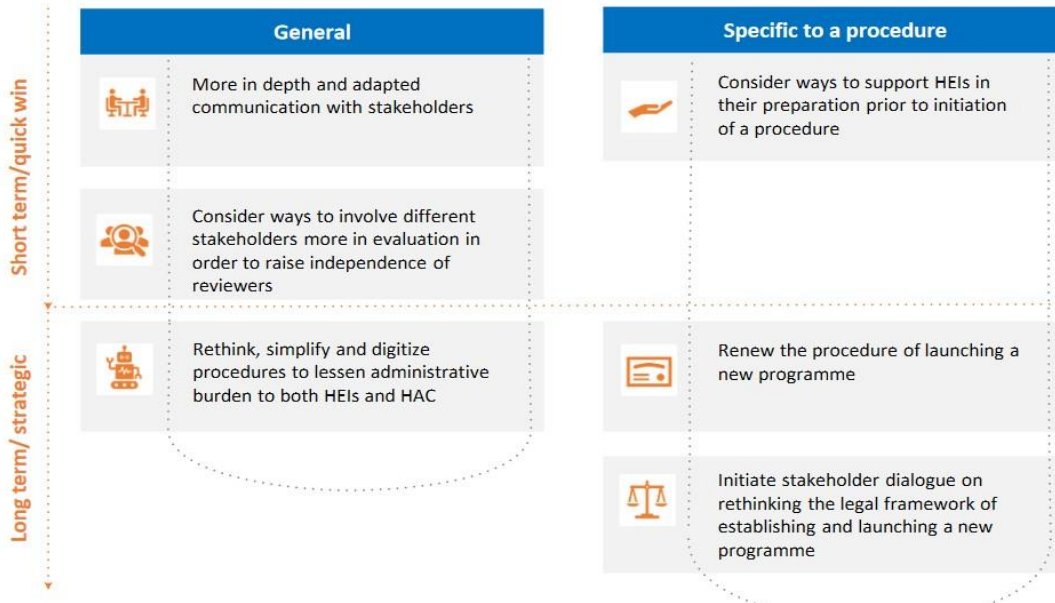 General
Specific to a procedure
Short term/quick win
More in depth and adapted
communication with stakeholders
Consider ways to support HEIs in
their preparation prior to initiation
of a procedure
Consider ways to involve different
stakeholders more in evaluation in
order to raise independence of
reviewers
Long term/ strategic
Rethink, simplify and digitize
procedures to lessen administrative
burden to both HEIs and HAC
Renew the procedure of launching a
new programme
Initiate stakeholder dialogue on
rethinking the legal framework of
establishing and launching a new
programme